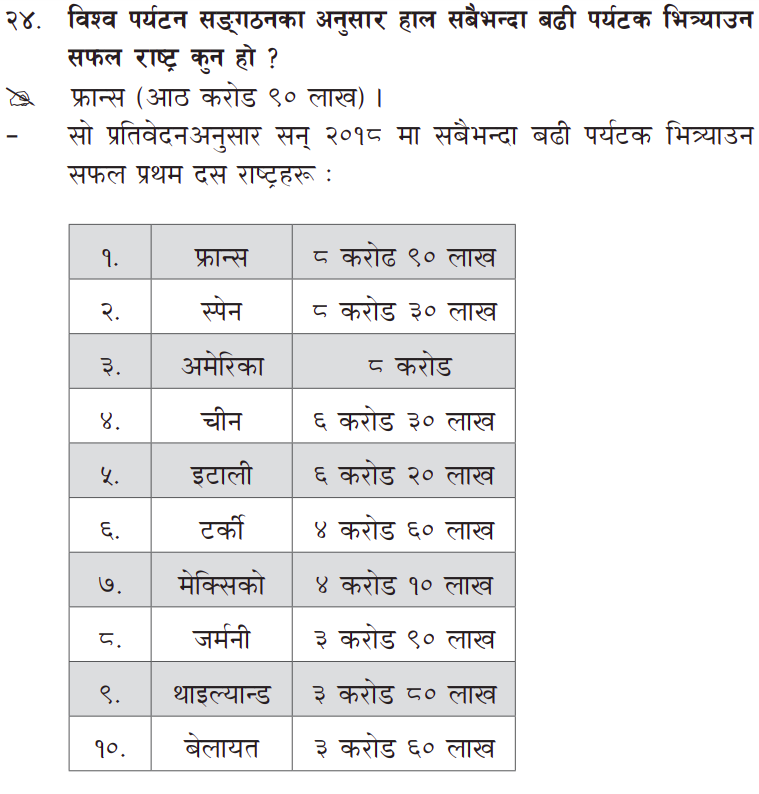 २४. विश्व पर्यटन सङ्गठनका अनुसार हाल सबैभन्दा बढी पर्यटक भित्र्याउन
सफल राष्ट्र कुन हो ?
फ्रान्स (आठ करोड ९० लाख) ।
– सो प्रतिवेदनअनुसार सन् २०१८ मा सबैभन्दा बढी पर्यटक भित्र्याउन
सफल प्रथम दस राष्ट्रहरू :
१. फ्रान्स ८ करोढ ९० लाख
२. स्पेन ८ करोड ३० लाख
३. अमेरिका ८ करोड
४. चीन ६ करोड ३० लाख
५. इटाली ६ करोड २० लाख
६. टर्की ४ करोड ६० लाख
७. मेक्सिको ४ करोड १० लाख
८. जर्मनी ३ करोड ९० लाख
९. थाइल्यान्ड ३ करोड ८० लाख
१०. बेलायत ३ करोड ६० लाख